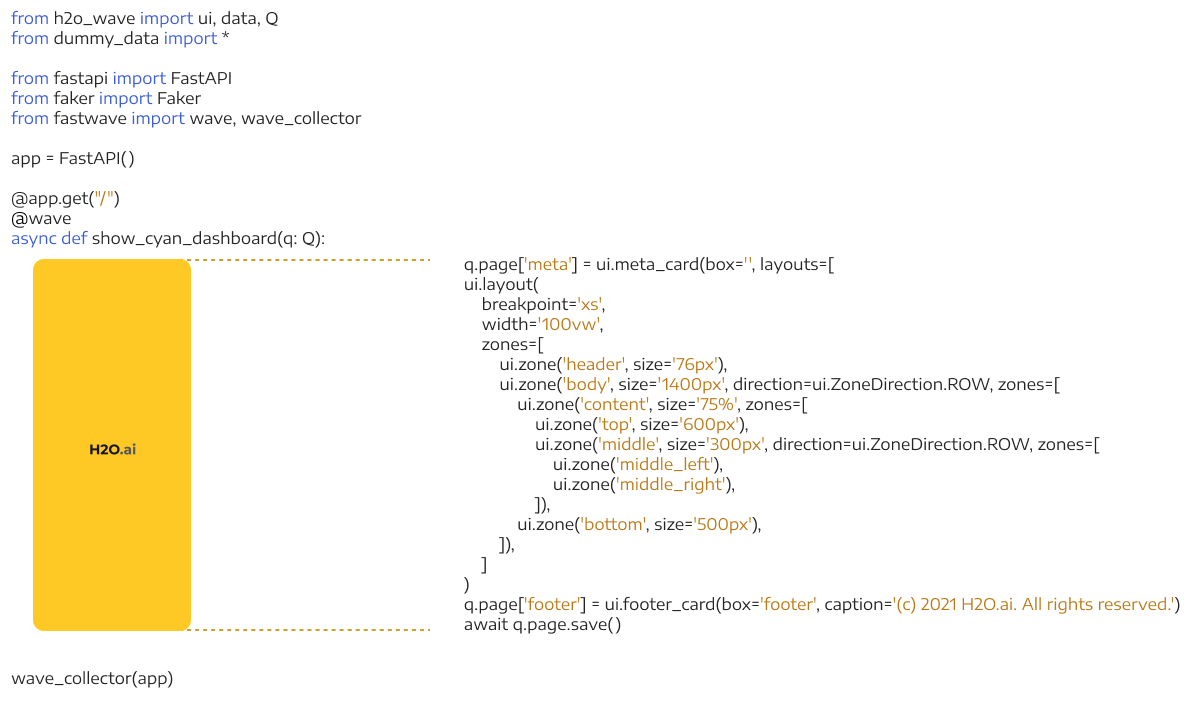 from h2o_wave import ui, data, Q
from dummy_data import *
from fastapi import FastAPI
from faker import Faker
from fastwave import wave, wave_collector
app = FastAPI()
@app.get("/")
@wave
async def show_cyan_dashboard(q: Q):
H2O.ai
q.page['meta'] = ui.meta_card(box='', layouts=[
ui.layout(
breakpoint='xs',
width='100vw',
zones=[
ui.zone('header', size='76px'),
ui.zone('body', size='1400px', direction=ui.ZoneDirection.ROW, zones=[
ui.zone('content', size='75%', zones=[
ui.zone('top', size='600px'),
ui.zone('middle', size='300px', direction=ui.ZoneDirection.ROW, zones=[
ui.zone('middle_left'),
ui.zone('middle_right'),
]),
ui.zone('bottom', size='500px'),
]),
]
)
q.page['footer'] = ui.footer_card(box='footer', caption='(c) 2021 H2O.ai. All rights reserved.')
await q.page.save()
wave_collector(app)